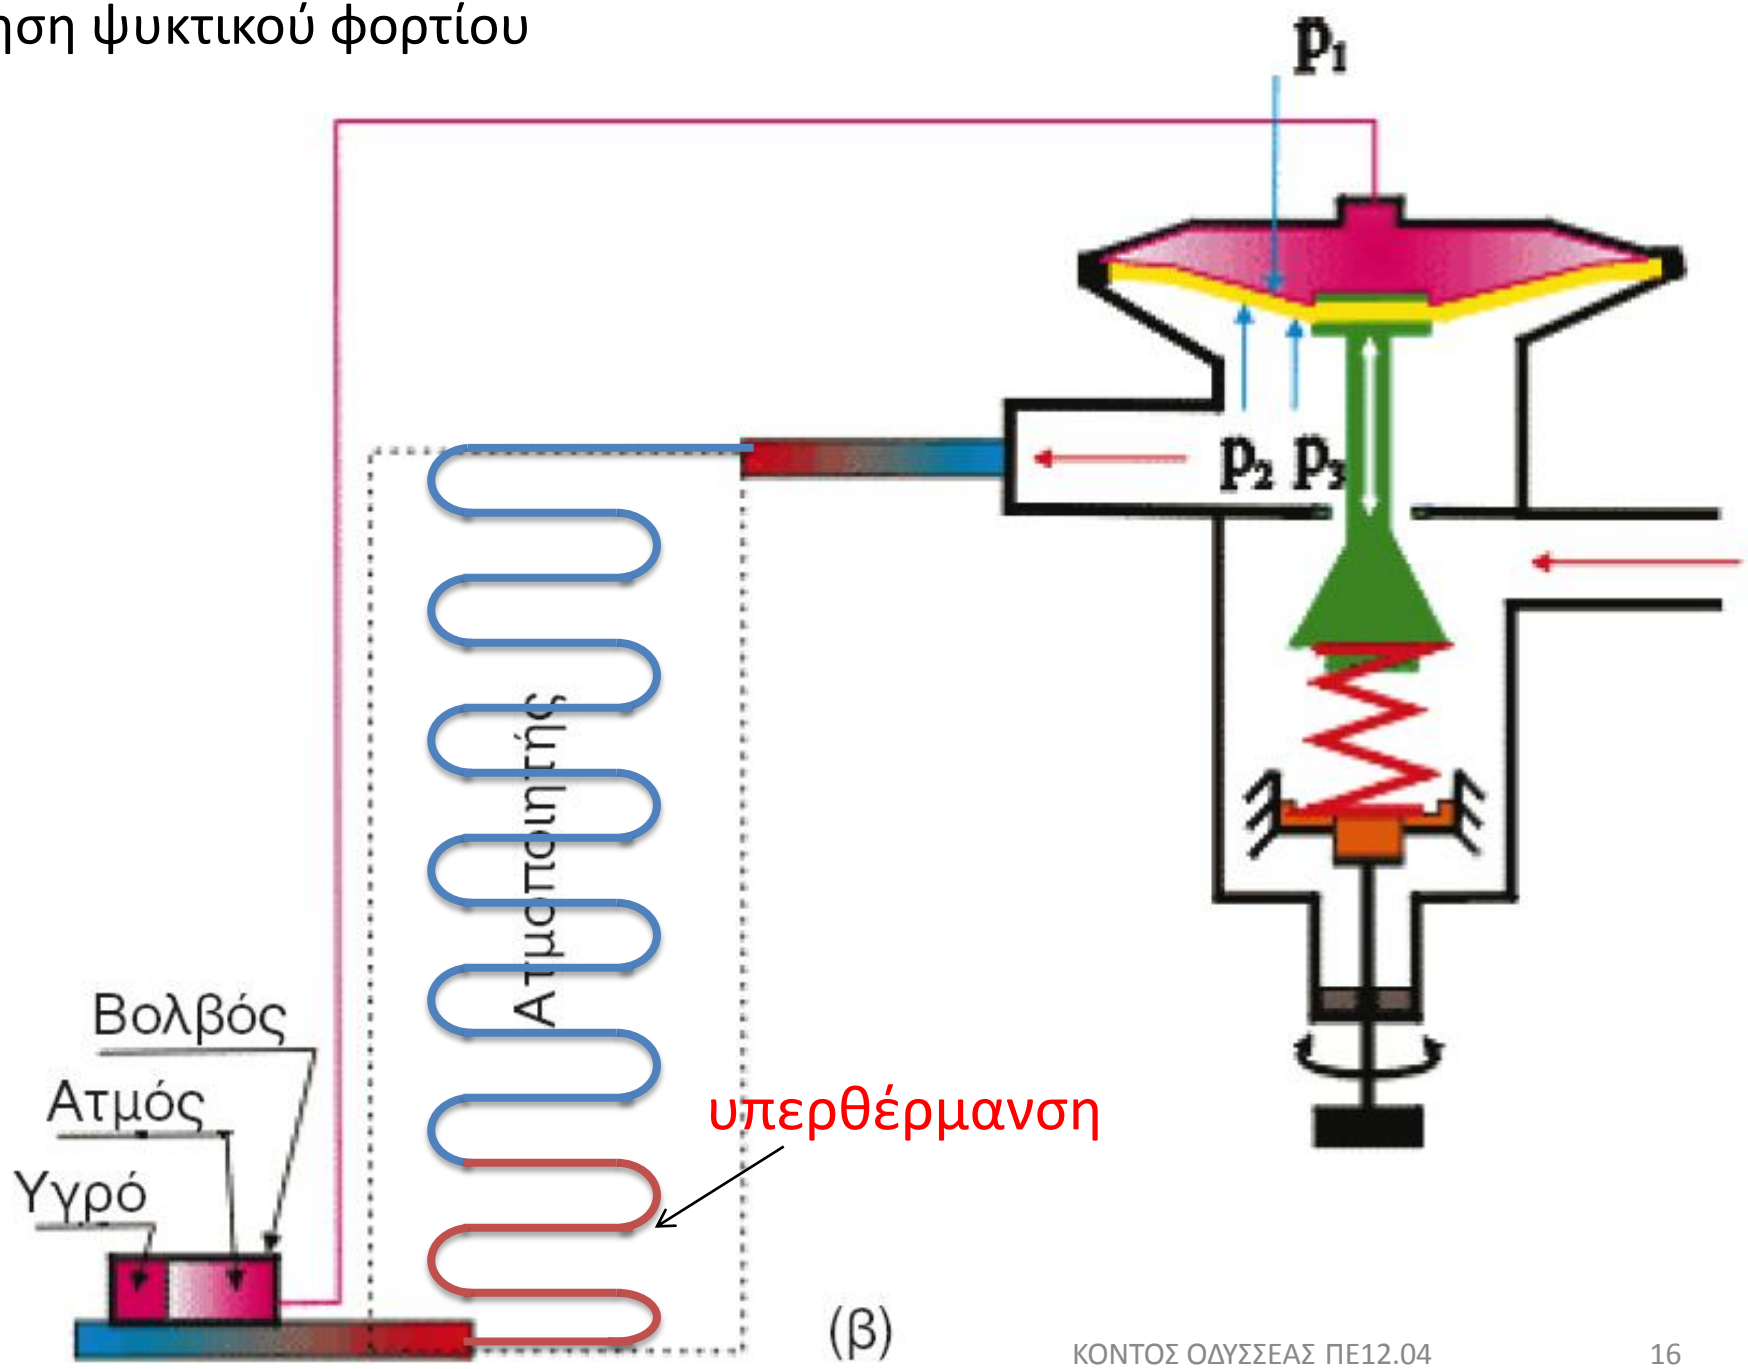 ηση ψυκτικού φορτίου
p1
p2 p3
Ατμοποιητής
Βολβός
Ατμός
Υγρό
υπερθέρμανση
(β)
ΚΟΝΤΟΣ ΟΔΥΣΣΕΑΣ ΠΕ12.04
16